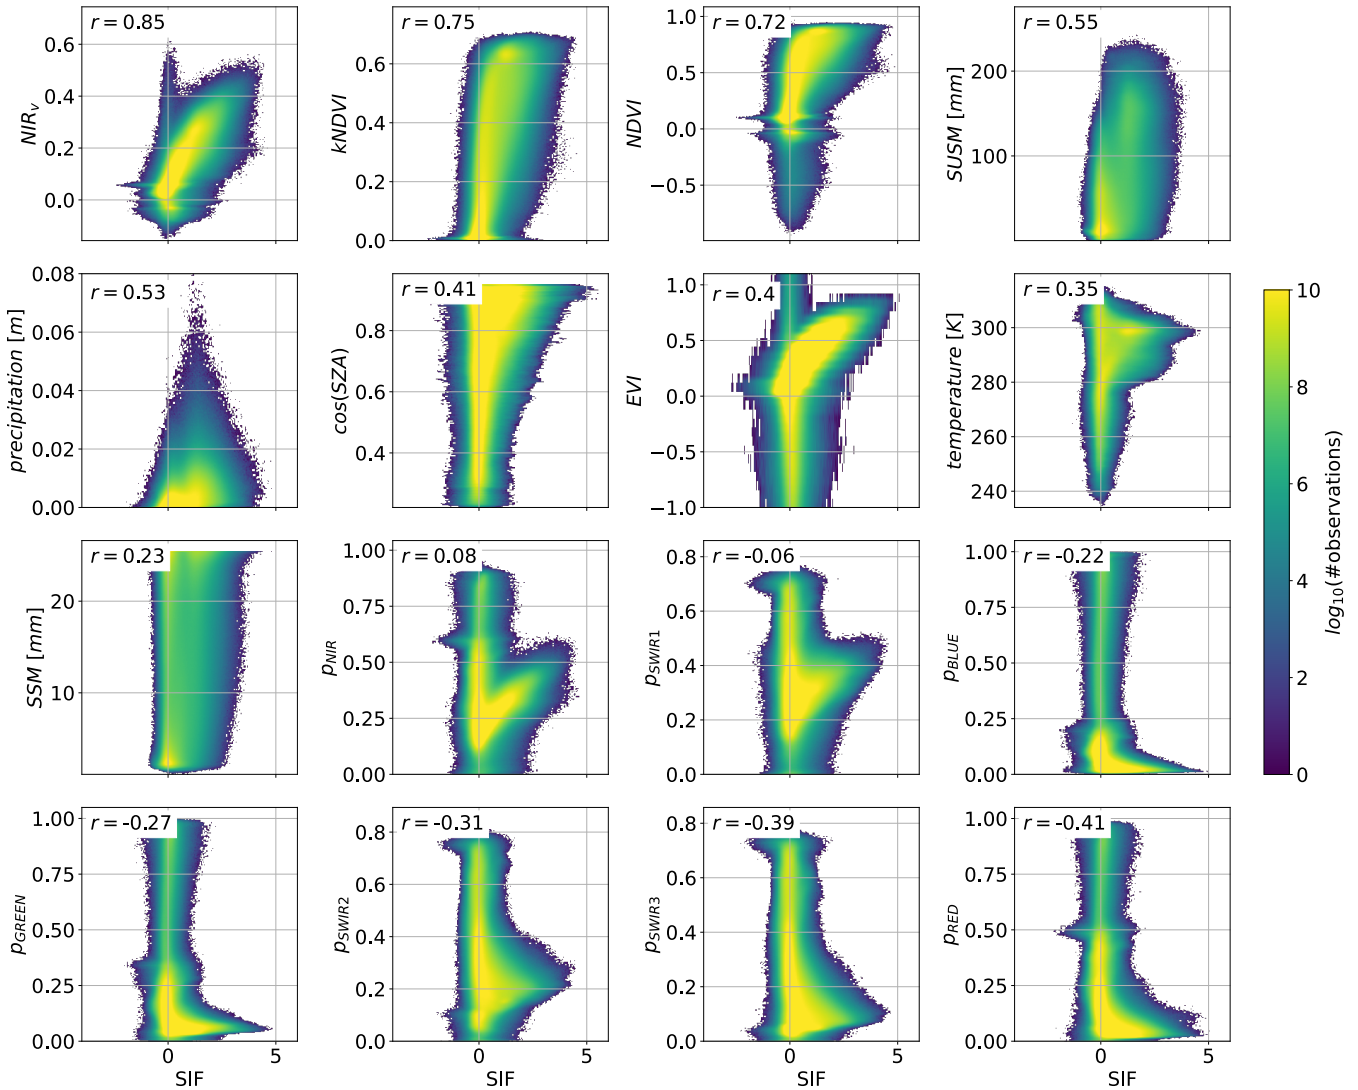 r = 0.85
0.6
0.4
0.2
0.0
NIRᵥ
r = 0.75
0.6
0.4
0.2
0.0
kNDVI
r = 0.72
1.0
0.5
0.0
−0.5
NDVI
r = 0.55
200
100
SUSM [mm]
r = 0.53
0.08
0.06
0.04
0.02
0.00
precipitation [m]
r = 0.41
0.8
0.6
0.4
cos(SZA)
r = 0.4
1.0
0.5
0.0
−0.5
−1.0
EVI
r = 0.35
300
280
260
240
temperature [K]
r = 0.23
20
10
SSM [mm]
r = 0.08
1.00
0.75
0.50
0.25
0.00
p_NIR
r = -0.06
0.8
0.6
0.4
0.2
0.0
p_SWIR1
r = -0.22
1.00
0.75
0.50
0.25
0.00
p_BLUE
r = -0.27
1.00
0.75
0.50
0.25
0.00
p_GREEN
0
5
SIF
r = -0.31
0.8
0.6
0.4
0.2
0.0
p_SWIR2
0
5
SIF
r = -0.39
0.8
0.6
0.4
0.2
0.0
p_SWIR3
0
5
SIF
r = -0.41
1.00
0.75
0.50
0.25
0.00
p_RED
0
5
SIF
10
8
6
4
2
0
log₁₀(#observations)